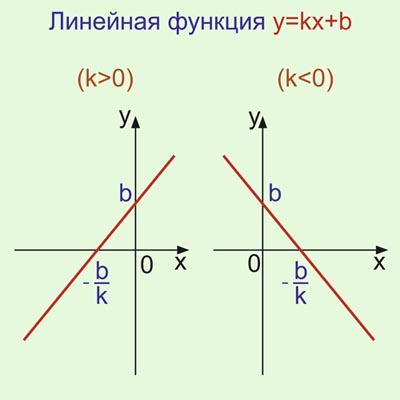 Линейная функция y=kx+b
(k>0) (k<0)
y y
b b
0 x 0 x
-b/k -b/k